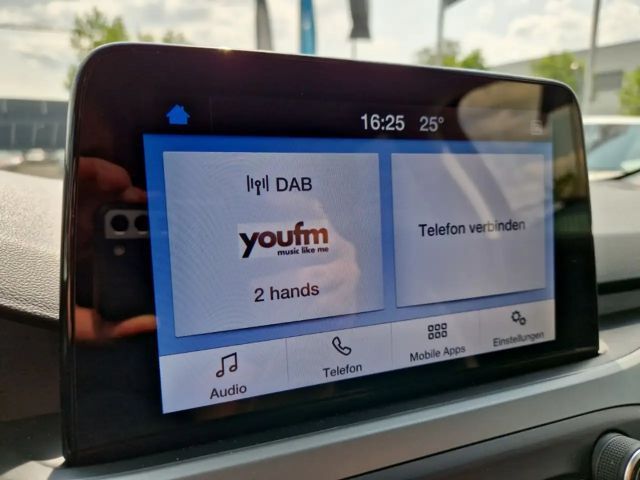 16:25 25°
DAB
youfm
music like me
2 hands
Telefon verbinden
Audio
Telefon
Mobile Apps
Einstellungen